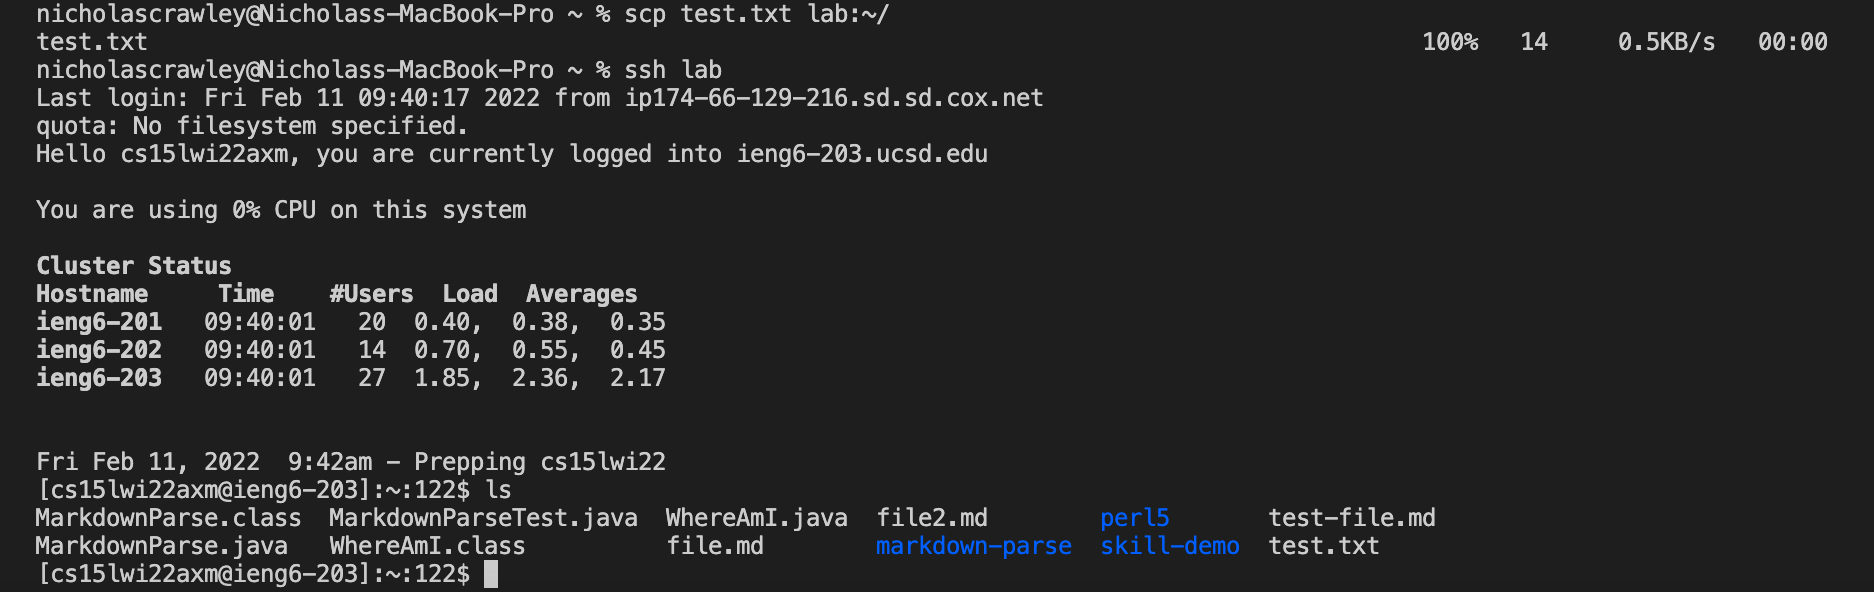 nicholascrawley@Nicholass-MacBook-Pro ~ % scp test.txt lab:~/
test.txt 100% 14 0.5KB/s 00:00
nicholascrawley@Nicholass-MacBook-Pro ~ % ssh lab
Last login: Fri Feb 11 09:40:17 2022 from ip174-66-129-216.sd.sd.cox.net
quota: No filesystem specified.
Hello cs15lwi22axm, you are currently logged into ieng6-203.ucsd.edu
You are using 0% CPU on this system
Cluster Status
Hostname Time #Users Load Averages
ieng6-201 09:40:01 20 0.40, 0.38, 0.35
ieng6-202 09:40:01 14 0.70, 0.55, 0.45
ieng6-203 09:40:01 27 1.85, 2.36, 2.17
Fri Feb 11, 2022 9:42am - Prepping cs15lwi22
[cs15lwi22axm@ieng6-203]:~:122$ ls
MarkdownParse.class MarkdownParseTest.java WhereAmI.java file2.md perl5 test-file.md
MarkdownParse.java WhereAmI.class file.md markdown-parse skill-demo test.txt
[cs15lwi22axm@ieng6-203]:~:122$